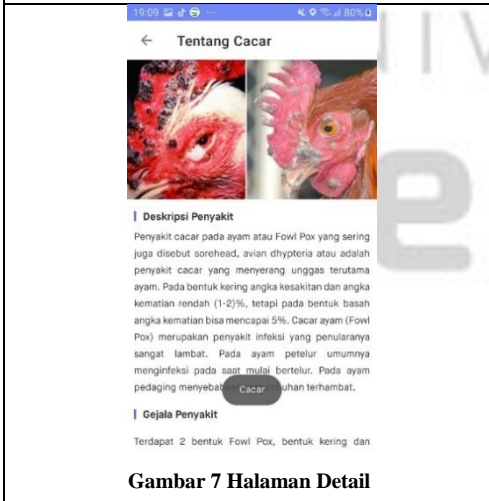 19:09 80%
Tentang Cacar
NIV
e
Deskripsi Penyakit
Penyakit cacar pada ayam atau Fowl Pox yang sering
juga disebut sorehead, avian dhypteria atau adalah
penyakit cacar yang menyerang unggas terutama
ayam. Pada bentuk kering angka kesakitan dan angka
kematian rendah (1-2)%, tetapi pada bentuk basah
angka kematian bisa mencapai 5%. Cacar ayam (Fowl
Pox) merupakan penyakit infeksi yang penularanya
sangat lambat. Pada ayam petelur umumnya
menginfeksi pada saat mulai bertelur. Pada ayam
pedaging terhambat.
Cacar
Gejala Penyakit
Terdapat 2 bentuk Fowl Pox, bentuk kering dan
Gambar 7 Halaman Detail